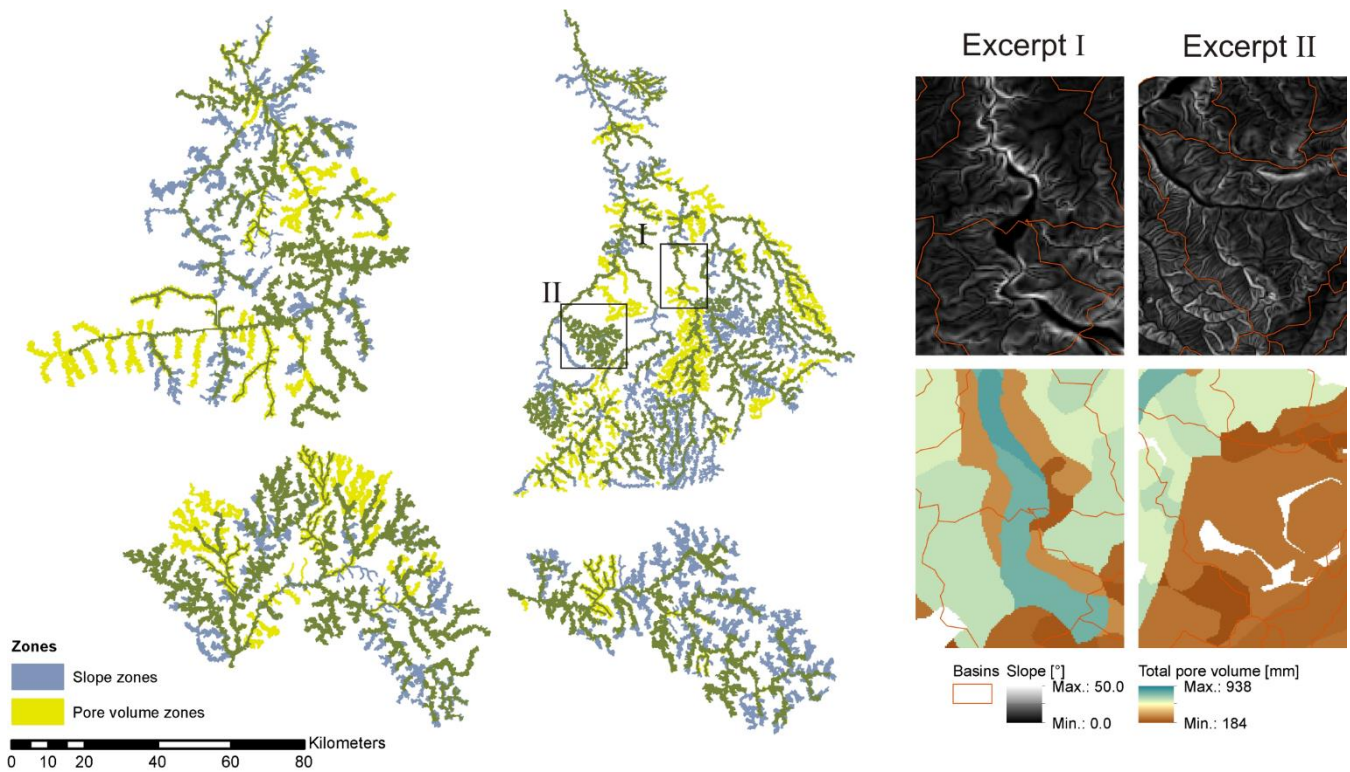 Excerpt I
Excerpt II
I
II
Zones
Slope zones
Pore volume zones
Kilometers
0 10 20 40 60 80
Basins
Slope [°]
Max.: 50.0
Min.: 0.0
Total pore volume [mm]
Max.: 938
Min.: 184